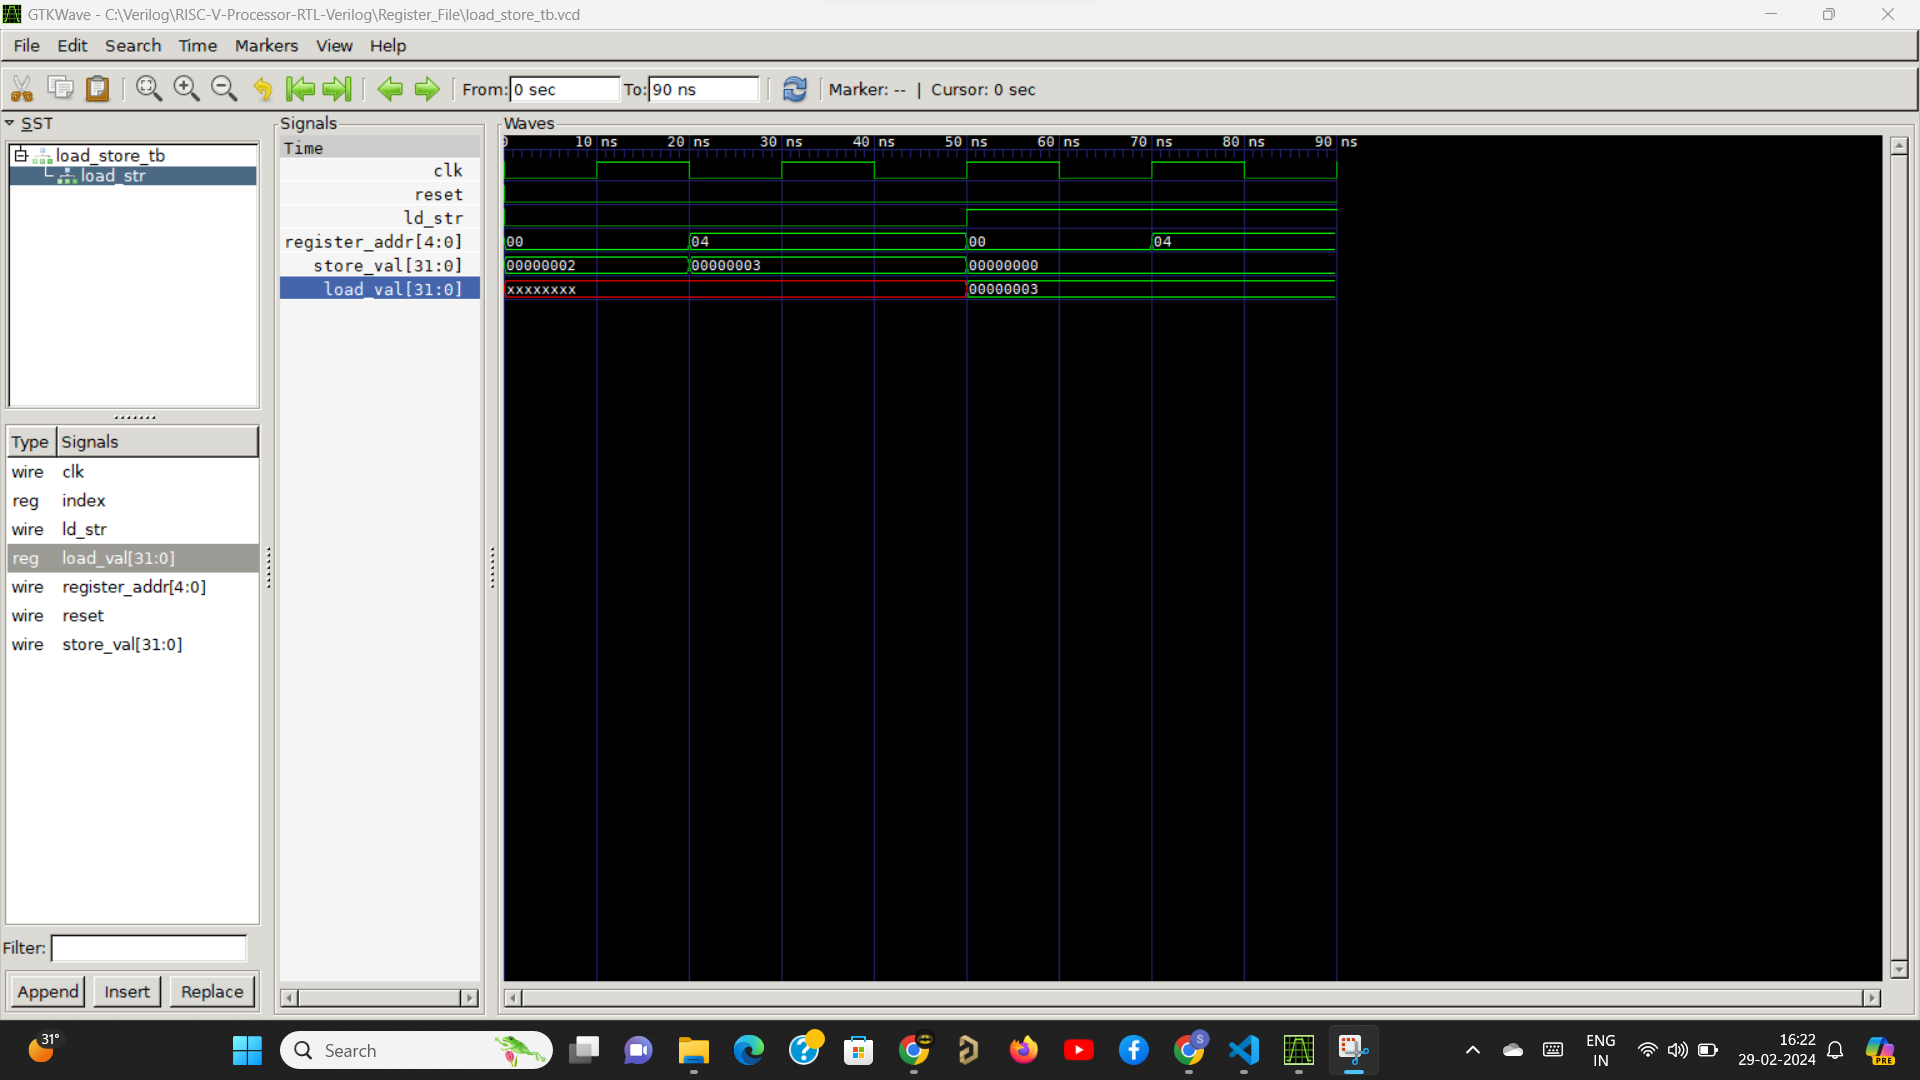 GTKWave - C:\Verilog\RISC-V-Processor-RTL-Verilog\Register_File\load_store_tb.vcd
File Edit Search Time Markers View Help
From: 0 sec To: 90 ns Marker: -- | Cursor: 0 sec
SST
load_store_tb
load_str
Type Signals
wire clk
reg index
wire ld_str
reg load_val[31:0]
wire register_addr[4:0]
wire reset
wire store_val[31:0]
Filter:
Append Insert Replace
Signals
Time
clk
reset
ld_str
register_addr[4:0]
store_val[31:0]
load_val[31:0]
Waves
0 10 ns 20 ns 30 ns 40 ns 50 ns 60 ns 70 ns 80 ns 90 ns
00 04 00 04
00000002 00000003 00000000
xxxxxxxx 00000003
31°
Search
S
ENG
IN
16:22
29-02-2024
PRE